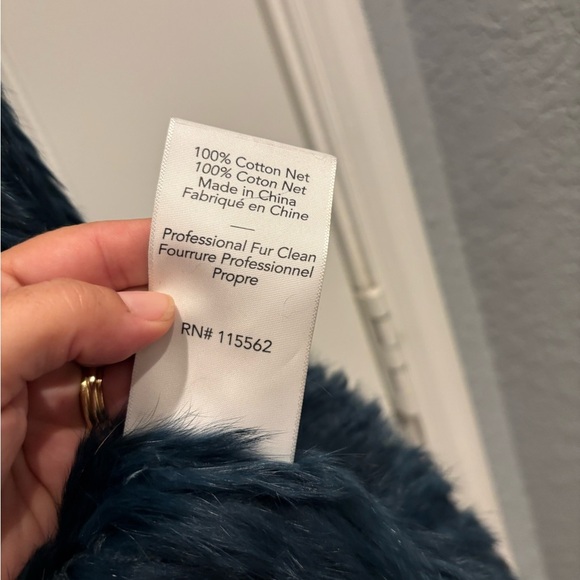 100% Cotton Net
100% Coton Net
Made in China
Fabriqué en Chine
—
Professional Fur Clean
Fourrure Professionnel
Propre
RN# 115562